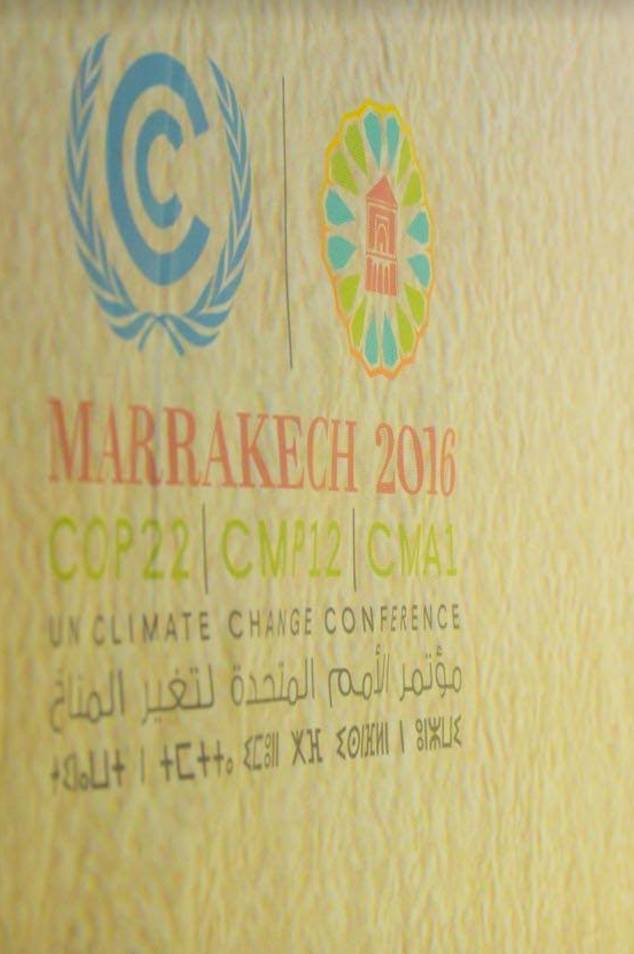 MARRAKECH 2016
COP22 | CMP12 | CMA1
UN CLIMATE CHANGE CONFERENCE
مؤتمر الأمم المتحدة لتغير المناخ